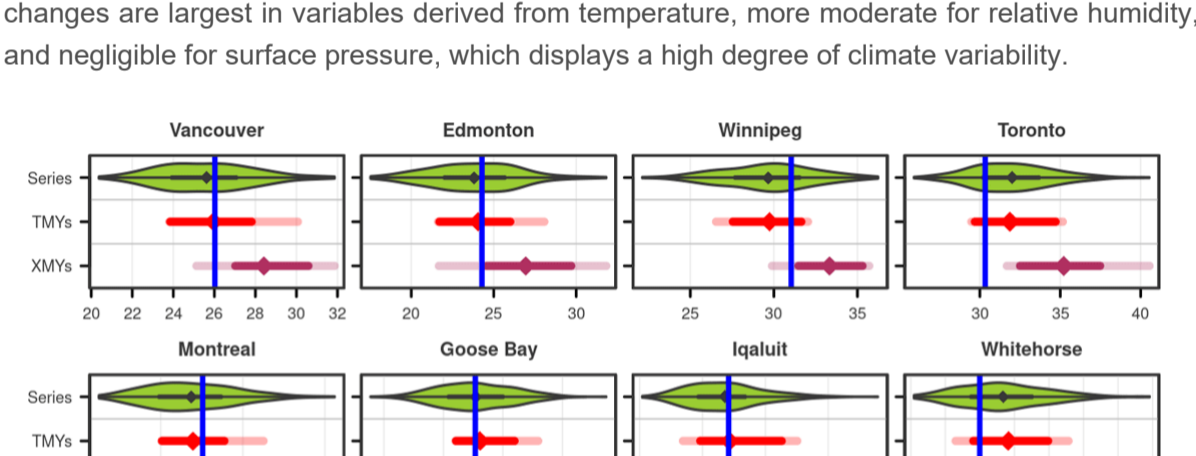 changes are largest in variables derived from temperature, more moderate for relative humidity,
and negligible for surface pressure, which displays a high degree of climate variability.
Vancouver Edmonton Winnipeg Toronto
Series
TMYs
XMYs
20 22 24 26 28 30 32 20 25 30 25 30 35 30 35 40
Montreal Goose Bay Iqaluit Whitehorse
Series
TMYs